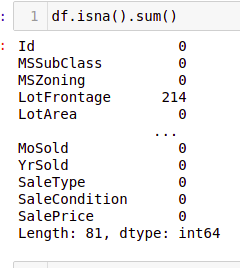 : 1 df.isna().sum()
: Id 0
MSSubClass 0
MSZoning 0
LotFrontage 214
LotArea 0
...
MoSold 0
YrSold 0
SaleType 0
SaleCondition 0
SalePrice 0
Length: 81, dtype: int64